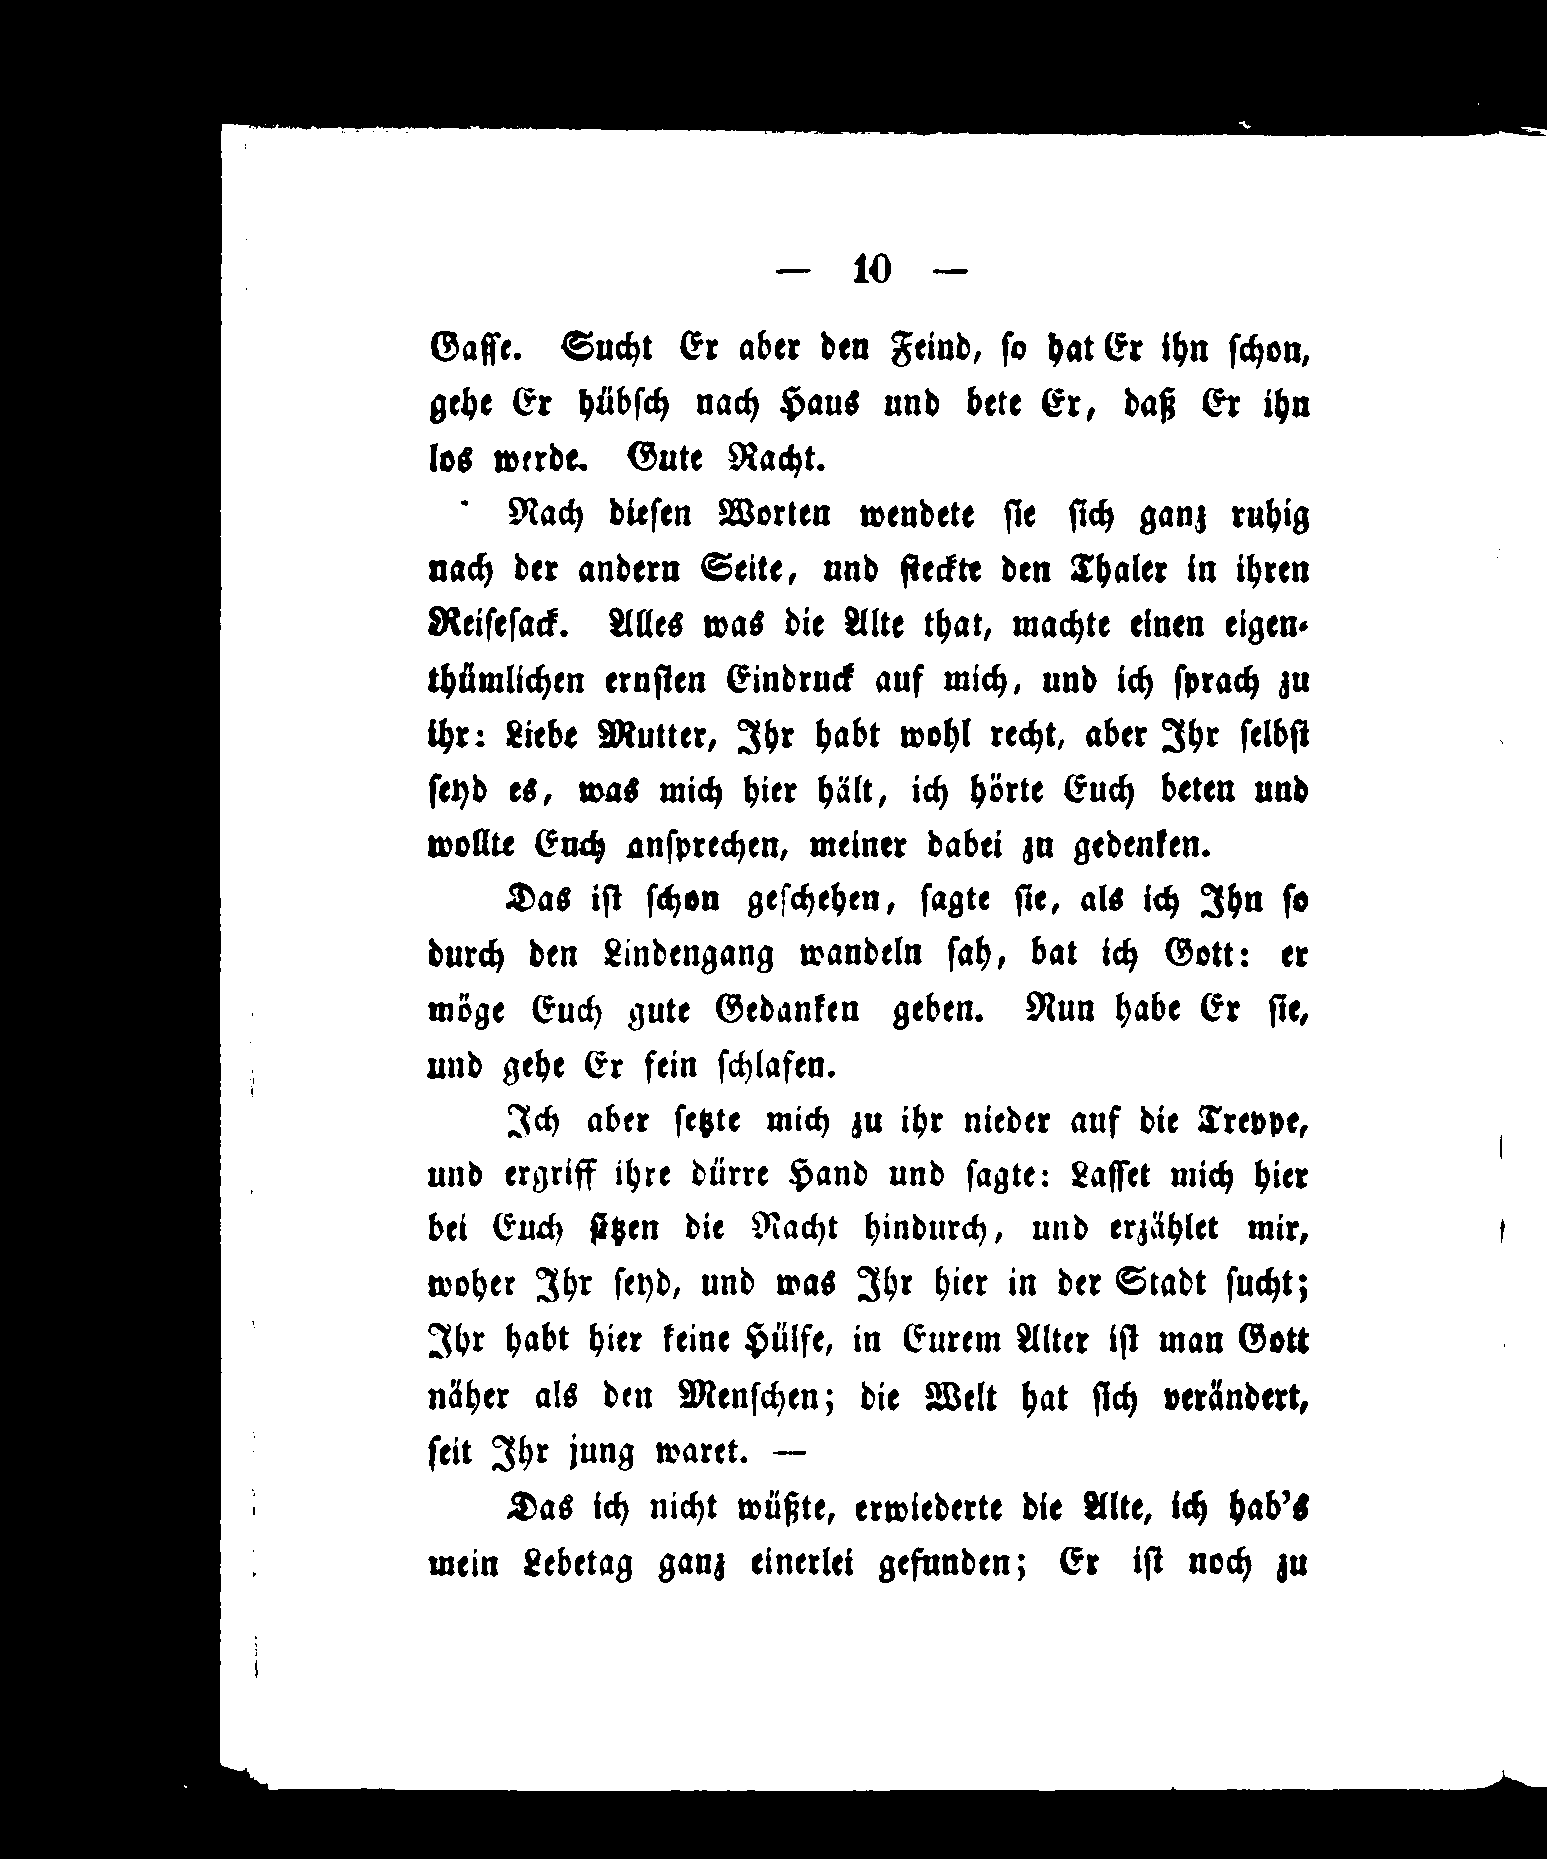 — 10 —
Gasse. Sucht Er aber den Feind, so hat Er ihn schon,
gehe Er hübsch nach Haus und bete Er, daß Er ihn
los werde. Gute Nacht.
Nach diesen Worten wendete sie sich ganz ruhig
nach der andern Seite, und steckte den Thaler in ihren
Reisesack. Alles was die Alte that, machte einen eigen-
thümlichen ernsten Eindruck auf mich, und ich sprach zu
ihr: Liebe Mutter, Ihr habt wohl recht, aber Ihr selbst
seyd es, was mich hier hält, ich hörte Euch beten und
wollte Euch ansprechen, meiner dabei zu gedenken.
Das ist schon geschehen, sagte sie, als ich Ihn so
durch den Lindengang wandeln sah, bat ich Gott: er
möge Euch gute Gedanken geben. Nun habe Er sie,
und gehe Er fein schlafen.
Ich aber setzte mich zu ihr nieder auf die Treppe,
und ergriff ihre dürre Hand und sagte: Lasset mich hier
bei Euch sitzen die Nacht hindurch, und erzählet mir,
woher Ihr seyd, und was Ihr hier in der Stadt sucht;
Ihr habt hier keine Hülfe, in Eurem Alter ist man Gott
näher als den Menschen; die Welt hat sich verändert,
seit Ihr jung waret. —
Das ich nicht wüßte, erwiederte die Alte, ich hab's
mein Lebetag ganz einerlei gefunden; Er ist noch zu